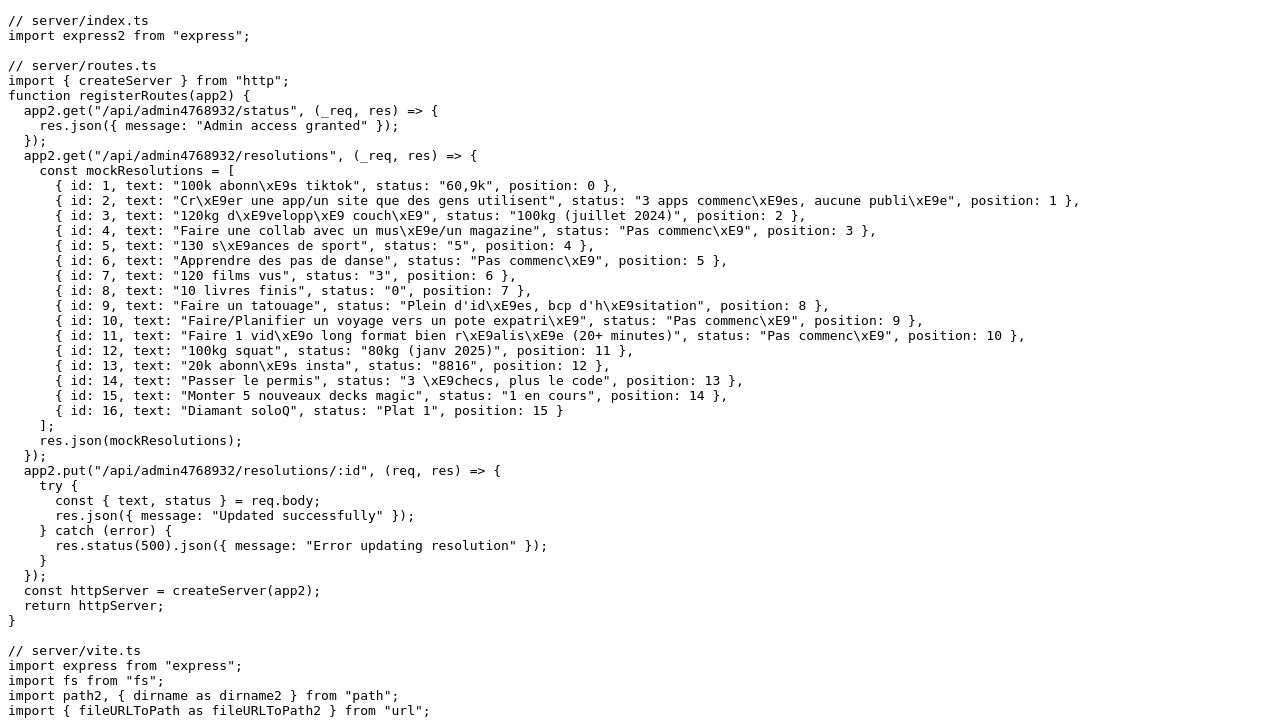 // server/index.ts
import express2 from "express";

// server/routes.ts
import { createServer } from "http";
function registerRoutes(app2) {
  app2.get("/api/admin4768932/status", (_req, res) => {
    res.json({ message: "Admin access granted" });
  });
  app2.get("/api/admin4768932/resolutions", (_req, res) => {
    const mockResolutions = [
      { id: 1, text: "100k abonn\xE9s tiktok", status: "60,9k", position: 0 },
      { id: 2, text: "Cr\xE9er une app/un site que des gens utilisent", status: "3 apps commenc\xE9es, aucune publi\xE9e", position: 1 },
      { id: 3, text: "120kg d\xE9velopp\xE9 couch\xE9", status: "100kg (juillet 2024)", position: 2 },
      { id: 4, text: "Faire une collab avec un mus\xE9e/un magazine", status: "Pas commenc\xE9", position: 3 },
      { id: 5, text: "130 s\xE9ances de sport", status: "5", position: 4 },
      { id: 6, text: "Apprendre des pas de danse", status: "Pas commenc\xE9", position: 5 },
      { id: 7, text: "120 films vus", status: "3", position: 6 },
      { id: 8, text: "10 livres finis", status: "0", position: 7 },
      { id: 9, text: "Faire un tatouage", status: "Plein d'id\xE9es, bcp d'h\xE9sitation", position: 8 },
      { id: 10, text: "Faire/Planifier un voyage vers un pote expatri\xE9", status: "Pas commenc\xE9", position: 9 },
      { id: 11, text: "Faire 1 vid\xE9o long format bien r\xE9alis\xE9e (20+ minutes)", status: "Pas commenc\xE9", position: 10 },
      { id: 12, text: "100kg squat", status: "80kg (janv 2025)", position: 11 },
      { id: 13, text: "20k abonn\xE9s insta", status: "8816", position: 12 },
      { id: 14, text: "Passer le permis", status: "3 \xE9checs, plus le code", position: 13 },
      { id: 15, text: "Monter 5 nouveaux decks magic", status: "1 en cours", position: 14 },
      { id: 16, text: "Diamant soloQ", status: "Plat 1", position: 15 }
    ];
    res.json(mockResolutions);
  });
  app2.put("/api/admin4768932/resolutions/:id", (req, res) => {
    try {
      const { text, status } = req.body;
      res.json({ message: "Updated successfully" });
    } catch (error) {
      res.status(500).json({ message: "Error updating resolution" });
    }
  });
  const httpServer = createServer(app2);
  return httpServer;
}

// server/vite.ts
import express from "express";
import fs from "fs";
import path2, { dirname as dirname2 } from "path";
import { fileURLToPath as fileURLToPath2 } from "url";